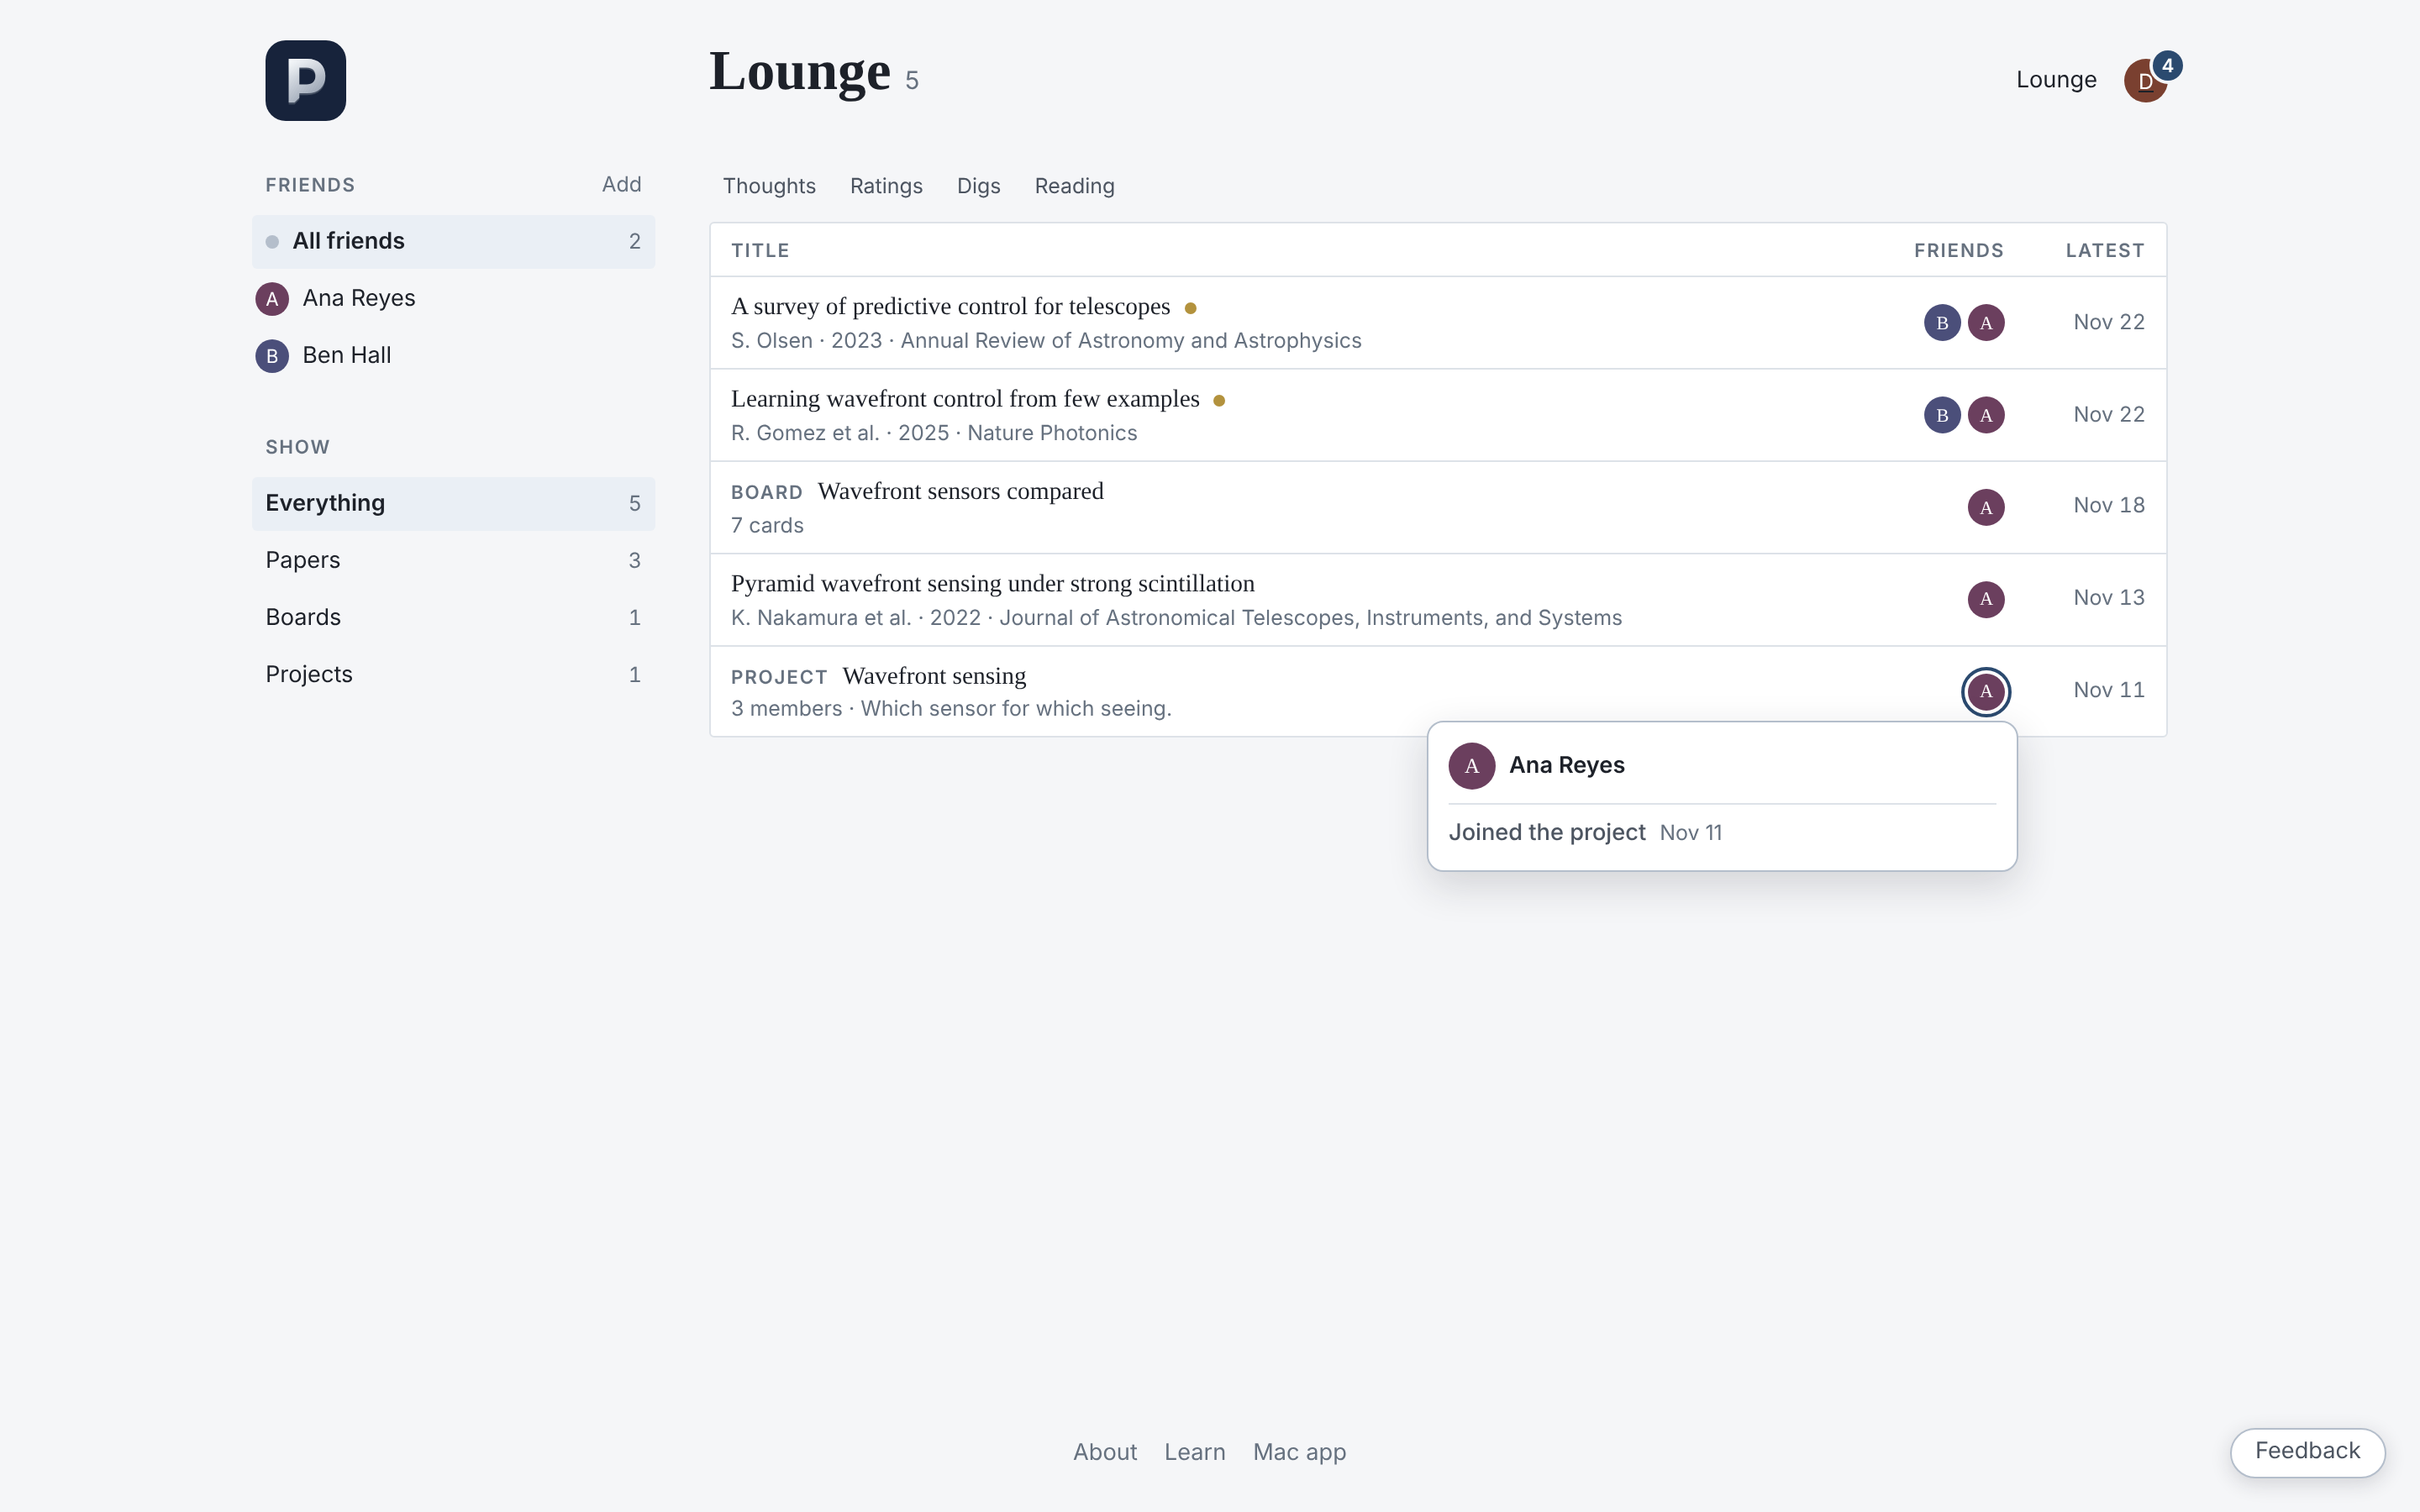 P
Lounge 5
Lounge D 4
FRIENDS Add
All friends 2
A Ana Reyes
B Ben Hall
SHOW
Everything 5
Papers 3
Boards 1
Projects 1
Thoughts Ratings Digs Reading
TITLE FRIENDS LATEST
A survey of predictive control for telescopes
S. Olsen · 2023 · Annual Review of Astronomy and Astrophysics
B A Nov 22
Learning wavefront control from few examples
R. Gomez et al. · 2025 · Nature Photonics
B A Nov 22
BOARD Wavefront sensors compared
7 cards
A Nov 18
Pyramid wavefront sensing under strong scintillation
K. Nakamura et al. · 2022 · Journal of Astronomical Telescopes, Instruments, and Systems
A Nov 13
PROJECT Wavefront sensing
3 members · Which sensor for which seeing.
A Nov 11
A Ana Reyes
Joined the project Nov 11
About Learn Mac app
Feedback